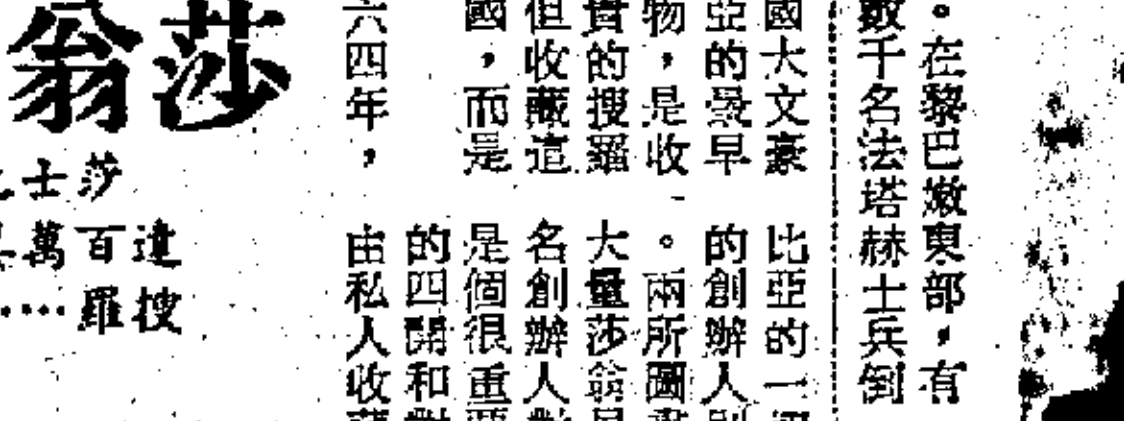 。在黎巴嫩東部,有
數千名法塔赫士兵倒
國大文豪
亞的最早
物,是收
貴的搜羅
但收藏這
國,而是
六四年,
比亞的一
的創辦人
。兩所圖
大量莎翁
名創辦人
是個很重
的四開和
由私人收
莎翁
莎士
遺百萬
搜羅……